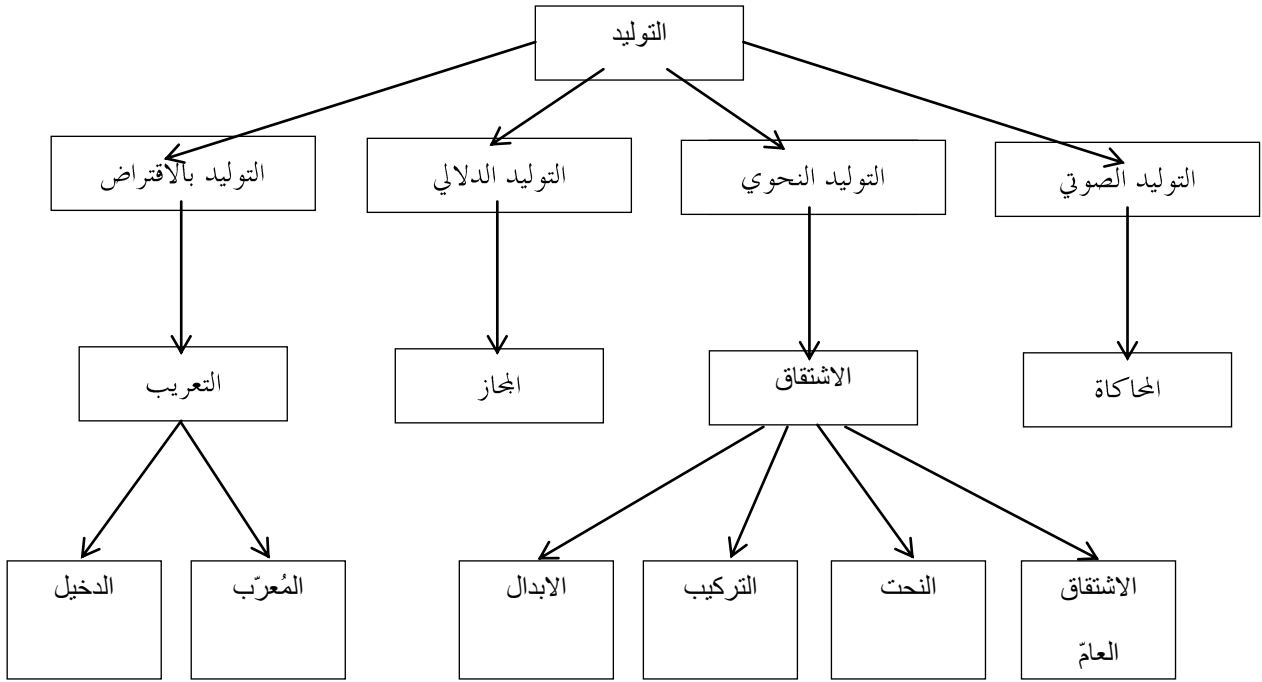 التوليد
التوليد الصوتي
التوليد النحوي
التوليد الدلالي
التوليد بالاقتراض
المحاكاة
الاشتقاق
المجاز
التعريب
الاشتقاق
العامّ
النحت
التركيب
الابدال
المُعرّب
الدخيل